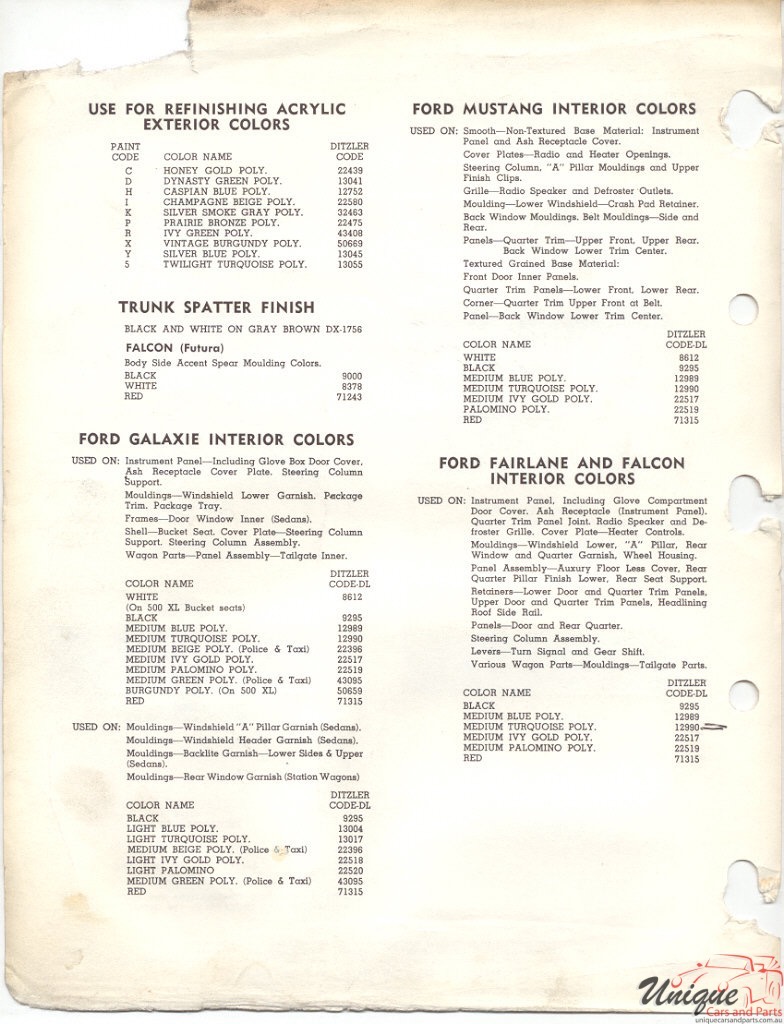 USE FOR REFINISHING ACRYLIC
EXTERIOR COLORS
PAINT DITZLER
CODE COLOR NAME CODE
C HONEY GOLD POLY. 22439
D DYNASTY GREEN POLY. 13041
H CASPIAN BLUE POLY. 12752
I CHAMPAGNE BEIGE POLY. 22580
K SILVER SMOKE GRAY POLY. 32463
P PRAIRIE BRONZE POLY. 22475
R IVY GREEN POLY. 43408
X VINTAGE BURGUNDY POLY. 50669
Y SILVER BLUE POLY. 13045
5 TWILIGHT TURQUOISE POLY. 13055
TRUNK SPATTER FINISH
BLACK AND WHITE ON GRAY BROWN DX-1756
FALCON (Futura)
Body Side Accent Spear Moulding Colors.
BLACK 9000
WHITE 8378
RED 71243
FORD GALAXIE INTERIOR COLORS
USED ON: Instrument Panel—Including Glove Box Door Cover,
Ash Receptacle Cover Plate. Steering Column
Support.
Mouldings—Windshield Lower Garnish. Package
Trim. Package Tray.
Frames—Door Window Inner (Sedans).
Shell—Bucket Seat. Cover Plate—Steering Column
Support. Steering Column Assembly.
Wagon Parts—Panel Assembly—Tailgate Inner.
DITZLER
COLOR NAME CODE-DL
WHITE 8612
(On 500 XL Bucket seats)
BLACK 9295
MEDIUM BLUE POLY. 12989
MEDIUM TURQUOISE POLY. 12990
MEDIUM BEIGE POLY. (Police & Taxi) 22396
MEDIUM IVY GOLD POLY. 22517
MEDIUM PALOMINO POLY. 22519
MEDIUM GREEN POLY. (Police & Taxi) 43095
BURGUNDY POLY. (On 500 XL) 50659
RED 71315
USED ON: Mouldings—Windshield "A" Pillar Garnish (Sedans).
Mouldings—Windshield Header Garnish (Sedans).
Mouldings—Backlite Garnish—Lower Sides & Upper
(Sedans).
Mouldings—Rear Window Garnish (Station Wagons)
DITZLER
COLOR NAME CODE-DL
BLACK 9295
LIGHT BLUE POLY. 13004
LIGHT TURQUOISE POLY. 13017
MEDIUM BEIGE POLY. (Police & Taxi) 22396
LIGHT IVY GOLD POLY. 22518
LIGHT PALOMINO 22520
MEDIUM GREEN POLY. (Police & Taxi) 43095
RED 71315
FORD MUSTANG INTERIOR COLORS
USED ON: Smooth—Non-Textured Base Material: Instrument
Panel and Ash Receptacle Cover.
Cover Plates—Radio and Heater Openings.
Steering Column, "A" Pillar Mouldings and Upper
Finish Clips.
Grille—Radio Speaker and Defroster Outlets.
Moulding—Lower Windshield—Crash Pad Retainer.
Back Window Mouldings. Belt Mouldings—Side and
Rear.
Panels—Quarter Trim—Upper Front, Upper Rear.
Back Window Lower Trim Center.
Textured Grained Base Material:
Front Door Inner Panels.
Quarter Trim Panels—Lower Front, Lower Rear.
Corner—Quarter Trim Upper Front at Belt.
Panel—Back Window Lower Trim Center.
DITZLER
COLOR NAME CODE-DL
WHITE 8612
BLACK 9295
MEDIUM BLUE POLY. 12989
MEDIUM TURQUOISE POLY. 12990
MEDIUM IVY GOLD POLY. 22517
PALOMINO POLY. 22519
RED 71315
FORD FAIRLANE AND FALCON
INTERIOR COLORS
USED ON: Instrument Panel, Including Glove Compartment
Door Cover. Ash Receptacle (Instrument Panel).
Quarter Trim Panel Joint. Radio Speaker and De-
froster Grille. Cover Plate—Heater Controls.
Mouldings—Windshield Lower, "A" Pillar, Rear
Window and Quarter Garnish, Wheel Housing.
Panel Assembly—Auxury Floor Less Cover, Rear
Quarter Pillar Finish Lower, Rear Seat Support.
Retainers—Lower Door and Quarter Trim Panels,
Upper Door and Quarter Trim Panels, Headlining
Roof Side Rail.
Panels—Door and Rear Quarter.
Steering Column Assembly.
Levers—Turn Signal and Gear Shift.
Various Wagon Parts—Mouldings—Tailgate Parts.
DITZLER
COLOR NAME CODE-DL
BLACK 9295
MEDIUM BLUE POLY. 12989
MEDIUM TURQUOISE POLY. 12990
MEDIUM IVY GOLD POLY. 22517
MEDIUM PALOMINO POLY. 22519
RED 71315
Unique
Cars and Parts
uniquecarsandparts.com.au